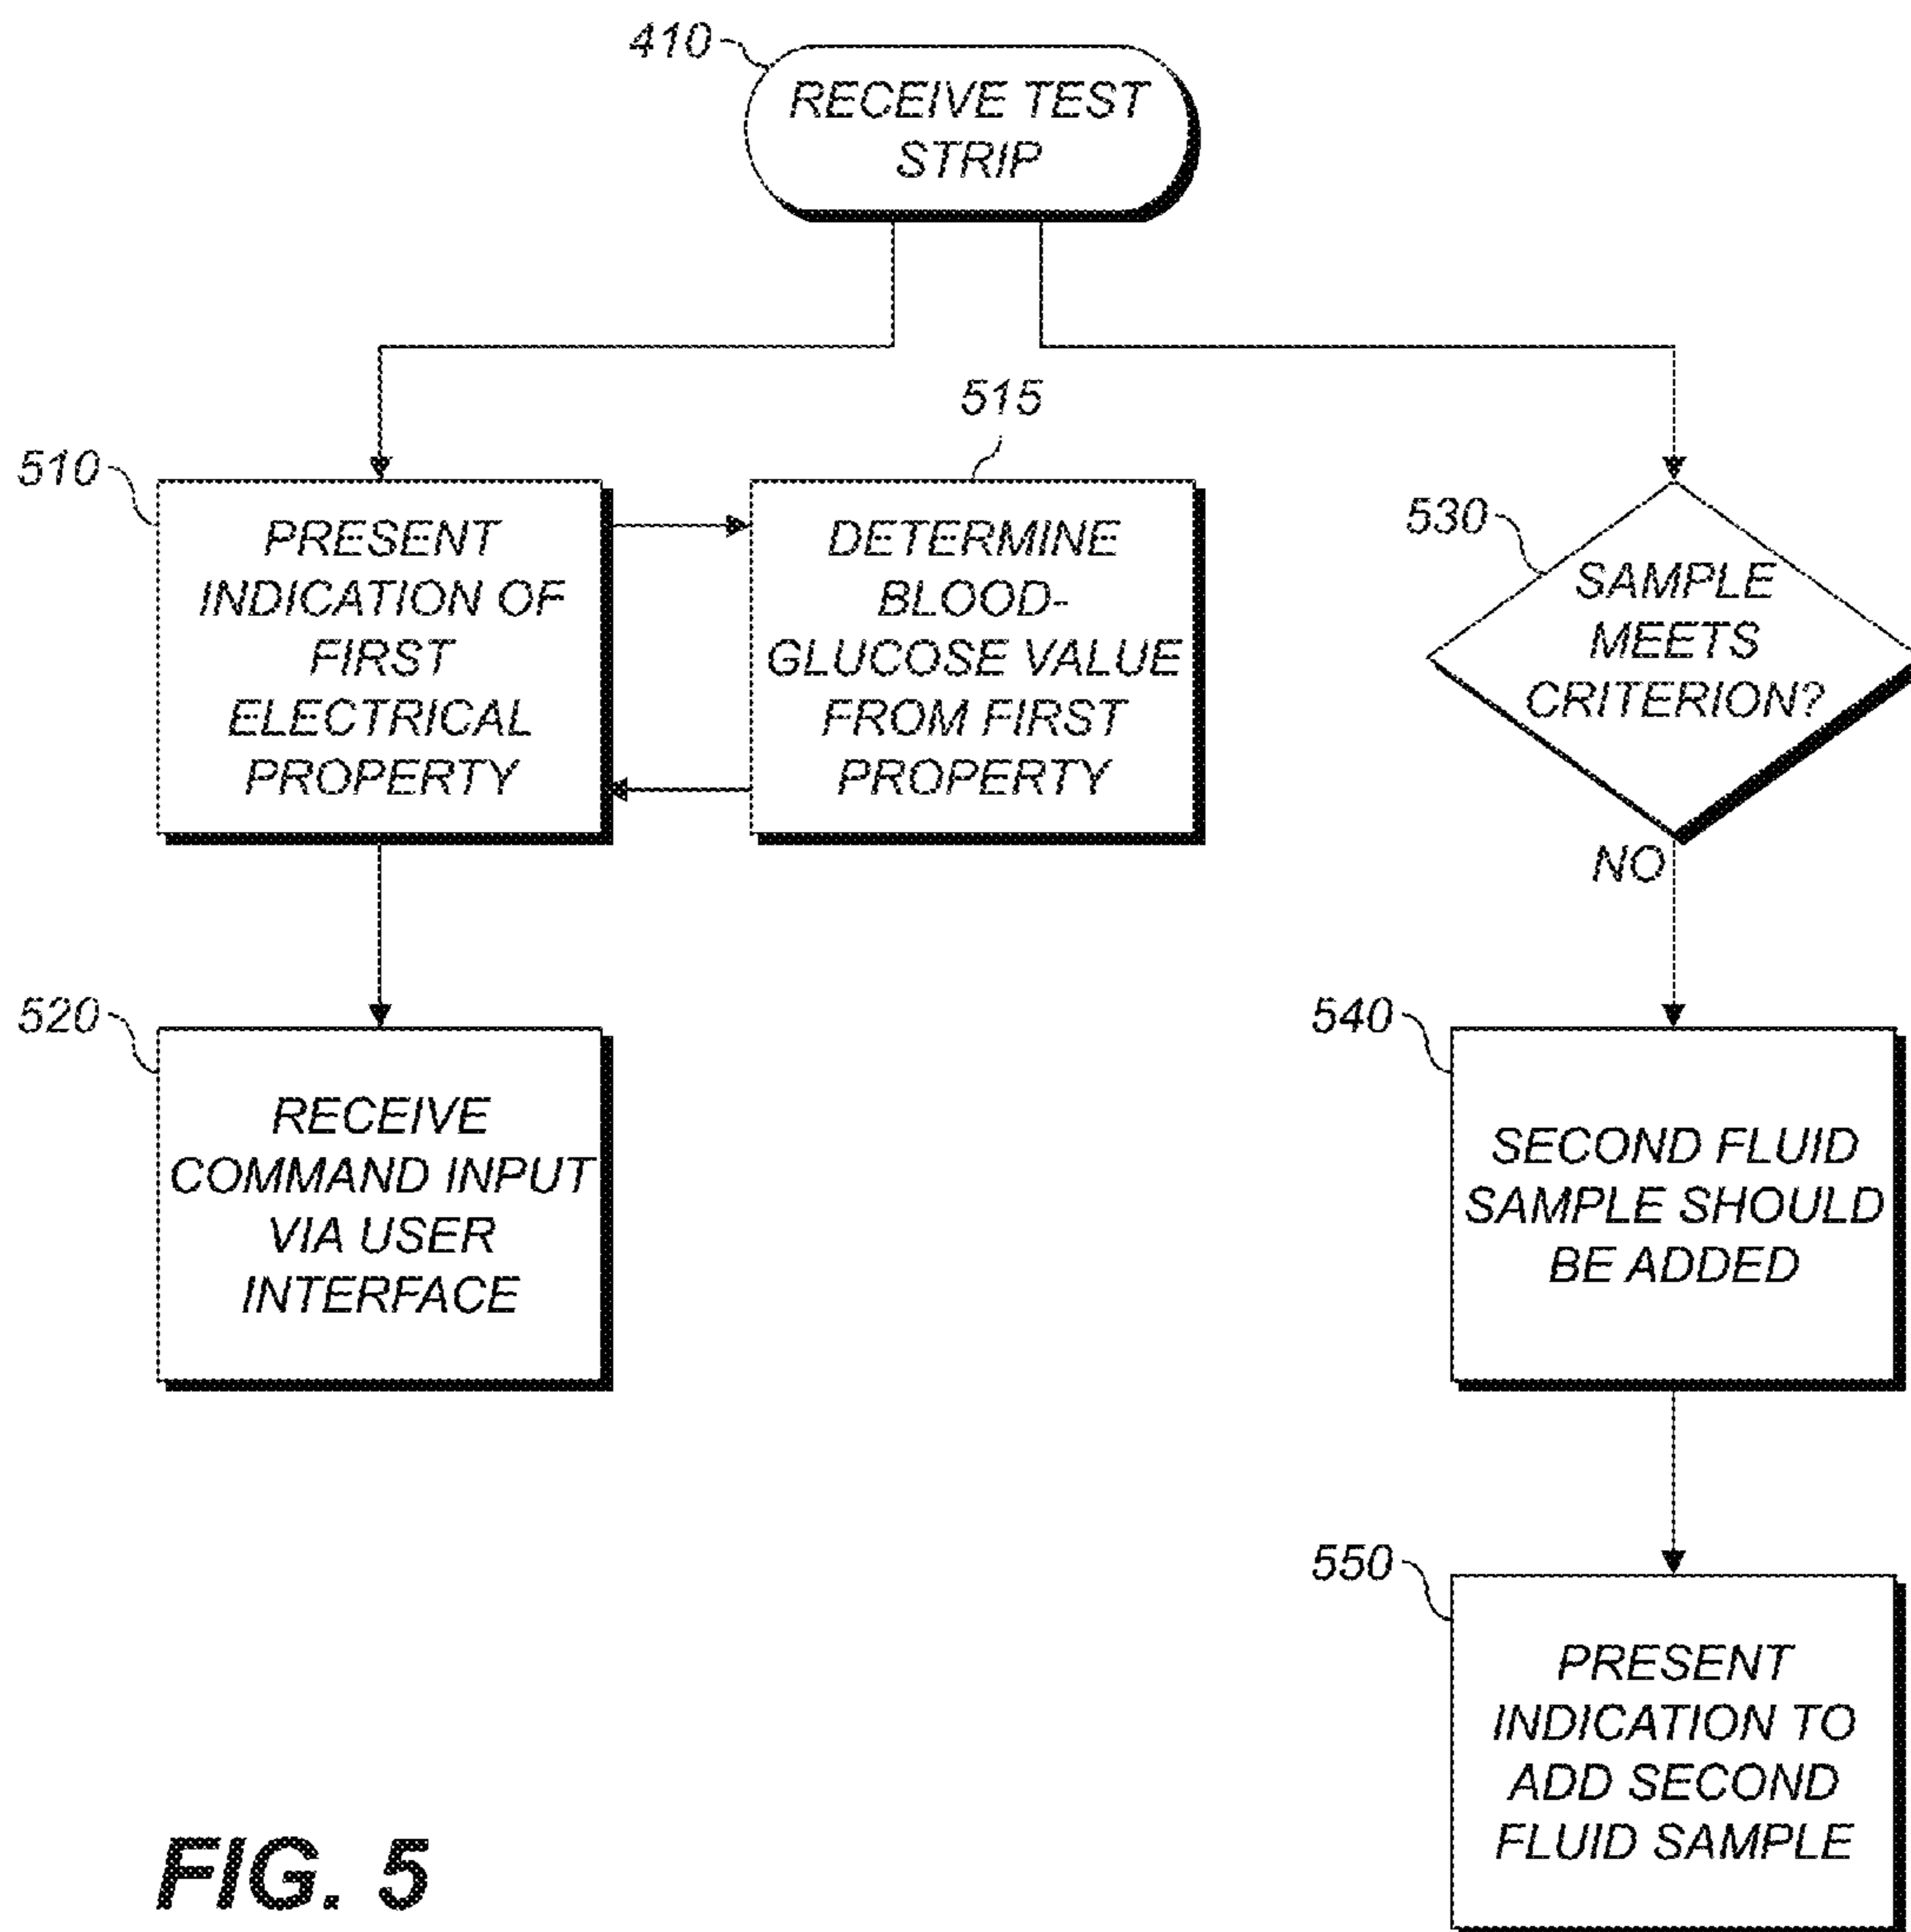 410
RECEIVE TEST
STRIP
510
PRESENT
INDICATION OF
FIRST
ELECTRICAL
PROPERTY
515
DETERMINE
BLOOD-
GLUCOSE VALUE
FROM FIRST
PROPERTY
530
SAMPLE
MEETS
CRITERION?
NO
520
RECEIVE
COMMAND INPUT
VIA USER
INTERFACE
540
SECOND FLUID
SAMPLE SHOULD
BE ADDED
550
PRESENT
INDICATION TO
ADD SECOND
FLUID SAMPLE
FIG. 5